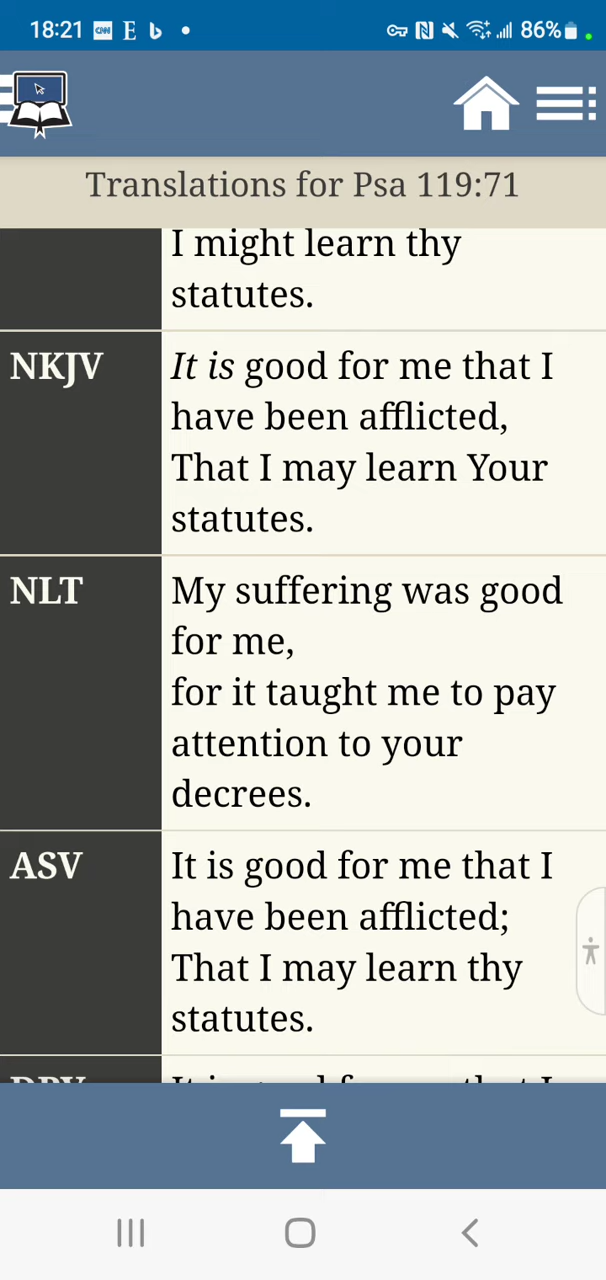 18:21 CNN E b 86%
Translations for Psa 119:71
I might learn thy
statutes.
NKJV
It is good for me that I
have been afflicted,
That I may learn Your
statutes.
NLT
My suffering was good
for me,
for it taught me to pay
attention to your
decrees.
ASV
It is good for me that I
have been afflicted;
That I may learn thy
statutes.